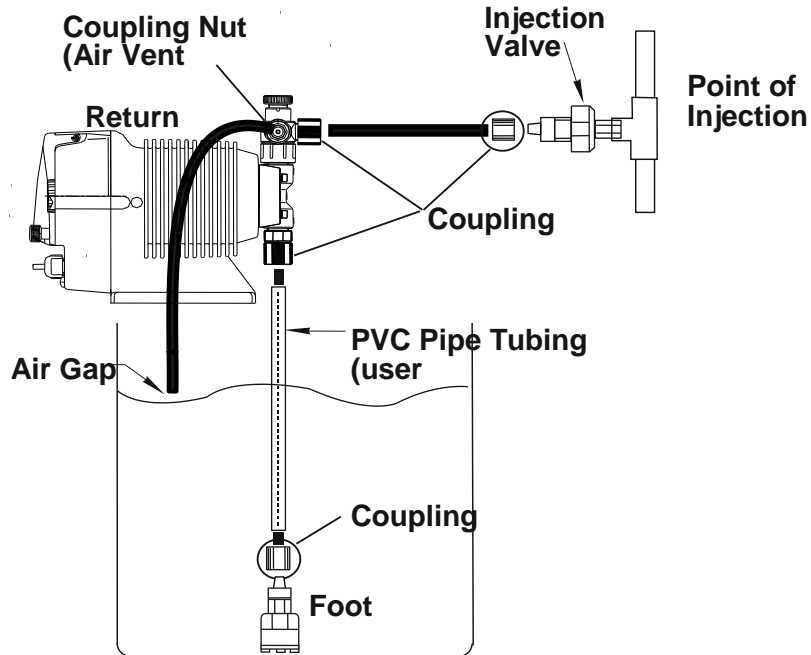 Coupling Nut
(Air Vent
Injection
Valve
Return
Point of
Injection
Coupling
PVC Pipe Tubing
(user
Air Gap
Coupling
Foot